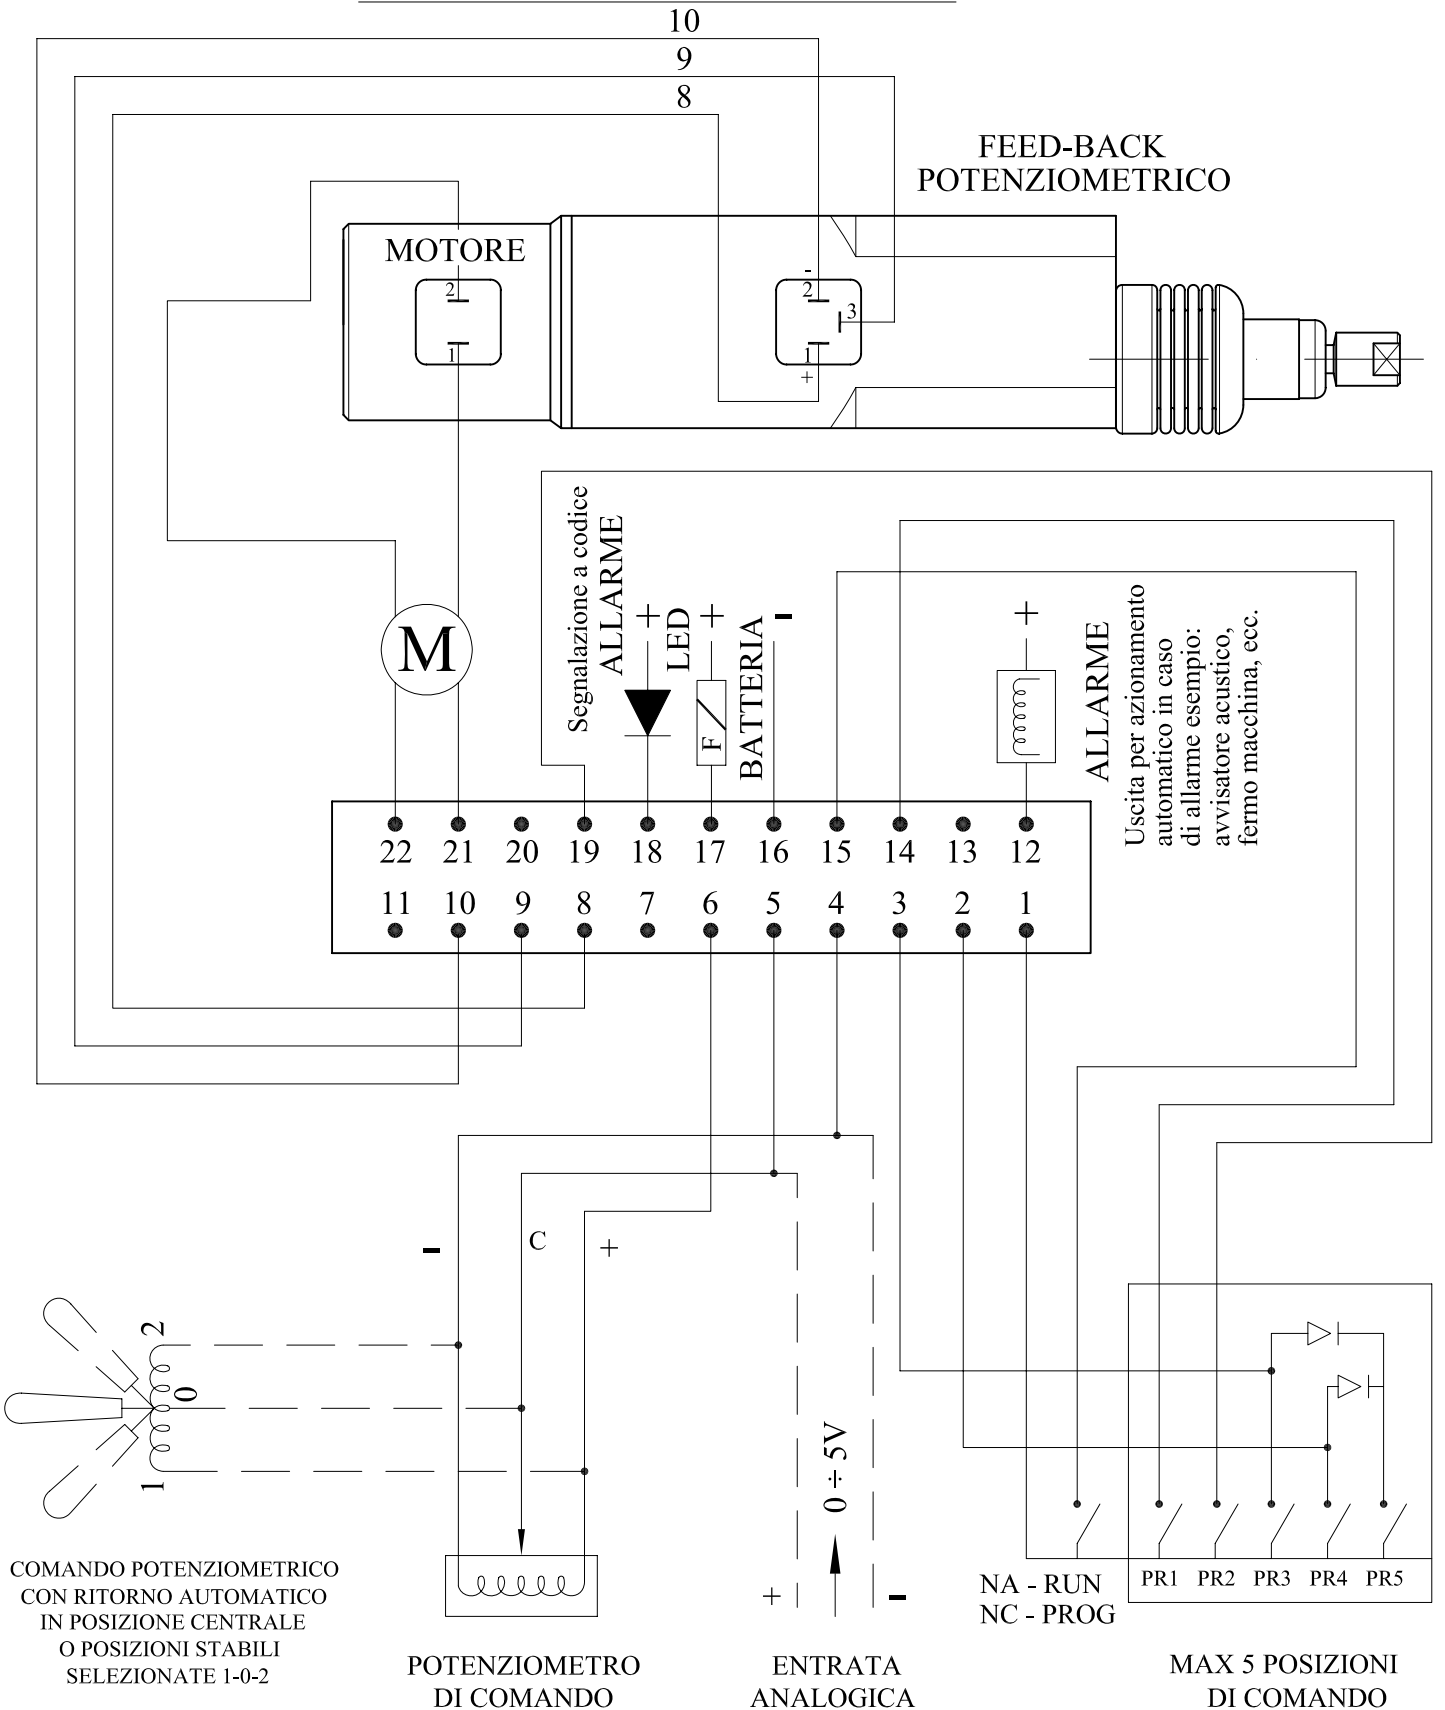 10
9
8
FEED-BACK
POTENZIOMETRICO
MOTORE
2
1
-
2
3
1
+
Segnalazione a codice
ALLARME
+
LED
+
BATTERIA
-
F
M
+
ALLARME
Uscita per azionamento
automatico in caso
di allarme esempio:
avvisatore acustico,
fermo macchina, ecc.
22 21 20 19 18 17 16 15 14 13 12
11 10 9 8 7 6 5 4 3 2 1
- C +
2
0
1
0 ÷ 5V
+ -
COMANDO POTENZIOMETRICO
CON RITORNO AUTOMATICO
IN POSIZIONE CENTRALE
O POSIZIONI STABILI
SELEZIONATE 1-0-2
POTENZIOMETRO
DI COMANDO
ENTRATA
ANALOGICA
NA - RUN
NC - PROG
PR1 PR2 PR3 PR4 PR5
MAX 5 POSIZIONI
DI COMANDO